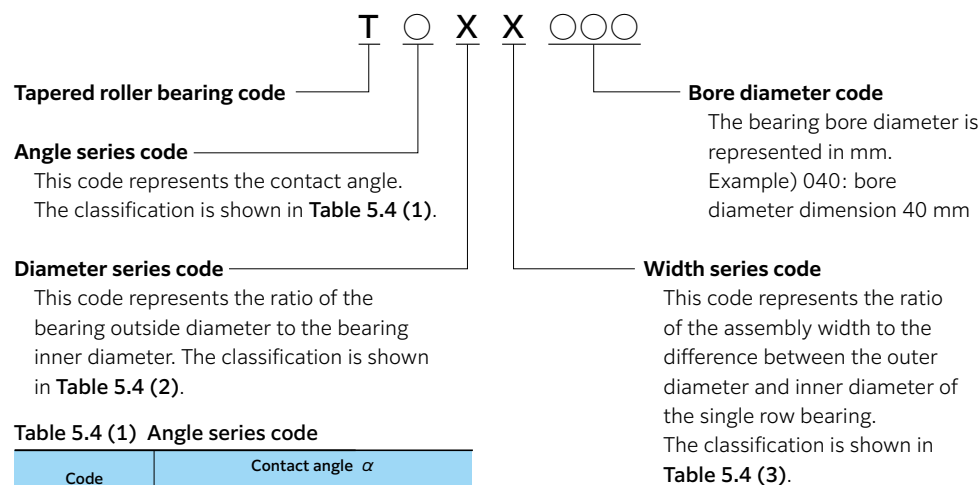 T ○ X X ○○○
Tapered roller bearing code
Angle series code
This code represents the contact angle.
The classification is shown in Table 5.4 (1).
Diameter series code
This code represents the ratio of the
bearing outside diameter to the bearing
inner diameter. The classification is shown
in Table 5.4 (2).
Bore diameter code
The bearing bore diameter is
represented in mm.
Example) 040: bore
diameter dimension 40 mm
Width series code
This code represents the ratio
of the assembly width to the
difference between the outer
diameter and inner diameter of
the single row bearing.
The classification is shown in
Table 5.4 (3).
Table 5.4 (1) Angle series code
Code
Contact angle α